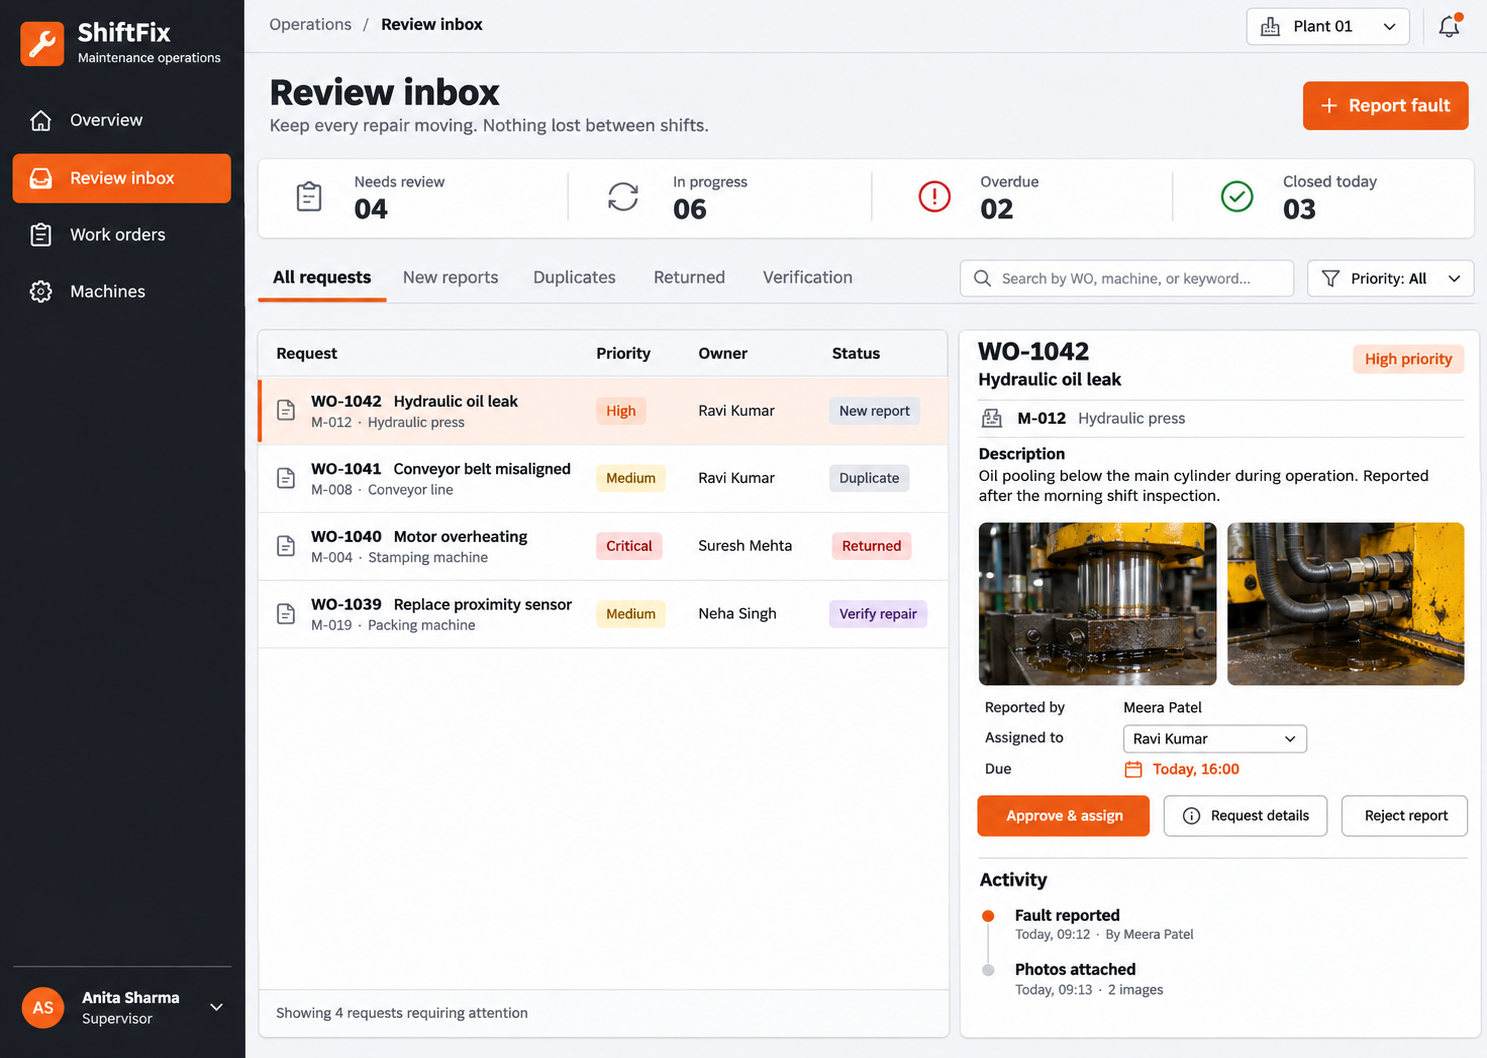 ShiftFix
Maintenance operations
Overview
Review inbox
Work orders
Machines
AS
Anita Sharma
Supervisor
Operations / Review inbox
Plant 01
Review inbox
Keep every repair moving. Nothing lost between shifts.
+ Report fault
Needs review
04
In progress
06
Overdue
02
Closed today
03
All requests New reports Duplicates Returned Verification
Search by WO, machine, or keyword...
Priority: All
Request Priority Owner Status
WO-1042 Hydraulic oil leak
M-012 · Hydraulic press
High
Ravi Kumar
New report
WO-1041 Conveyor belt misaligned
M-008 · Conveyor line
Medium
Ravi Kumar
Duplicate
WO-1040 Motor overheating
M-004 · Stamping machine
Critical
Suresh Mehta
Returned
WO-1039 Replace proximity sensor
M-019 · Packing machine
Medium
Neha Singh
Verify repair
Showing 4 requests requiring attention
WO-1042
High priority
Hydraulic oil leak
M-012 Hydraulic press
Description
Oil pooling below the main cylinder during operation. Reported
after the morning shift inspection.
Reported by Meera Patel
Assigned to Ravi Kumar
Due Today, 16:00
Approve & assign
Request details
Reject report
Activity
Fault reported
Today, 09:12 · By Meera Patel
Photos attached
Today, 09:13 · 2 images